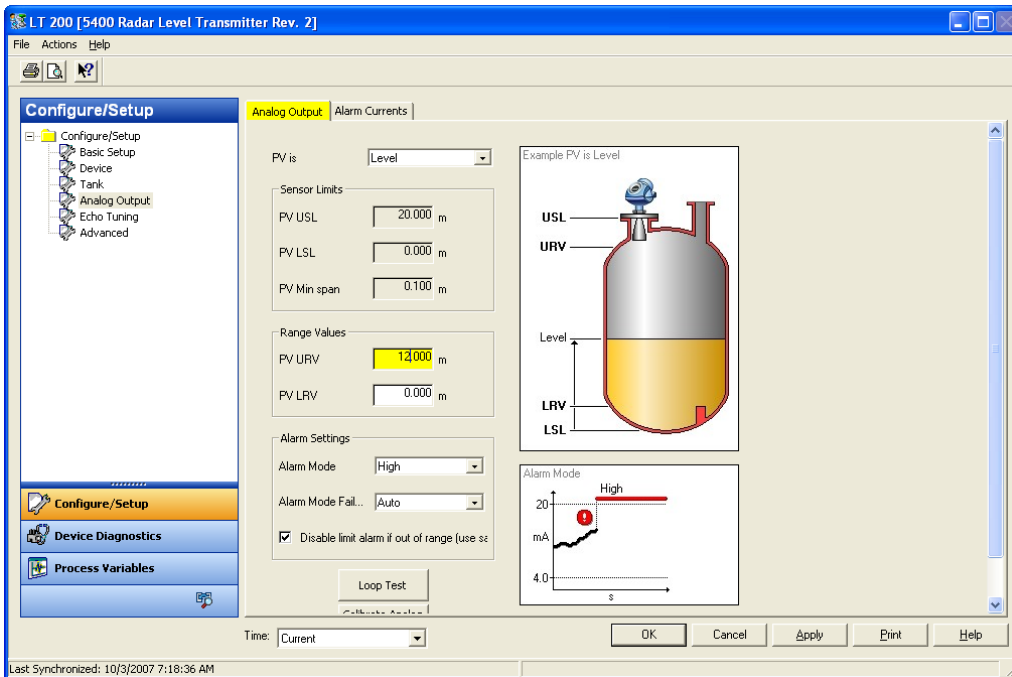 LT 200 [5400 Radar Level Transmitter Rev. 2]
File Actions Help
Configure/Setup
Configure/Setup
Basic Setup
Device
Tank
Analog Output
Echo Tuning
Advanced
Configure/Setup
Device Diagnostics
Process Variables
Analog Output
Alarm Currents
PV is Level
Sensor Limits
PV USL 20.000 m
PV LSL 0.000 m
PV Min span 0.100 m
Range Values
PV URV 12.000 m
PV LRV 0.000 m
Alarm Settings
Alarm Mode High
Alarm Mode Fail... Auto
Disable limit alarm if out of range (use sa
Loop Test
Calibrate Analog
Example PV is Level
USL
URV
Level
LRV
LSL
Alarm Mode
High
20
mA
4.0
s
Time: Current
OK Cancel Apply Print Help
Last Synchronized: 10/3/2007 7:18:36 AM